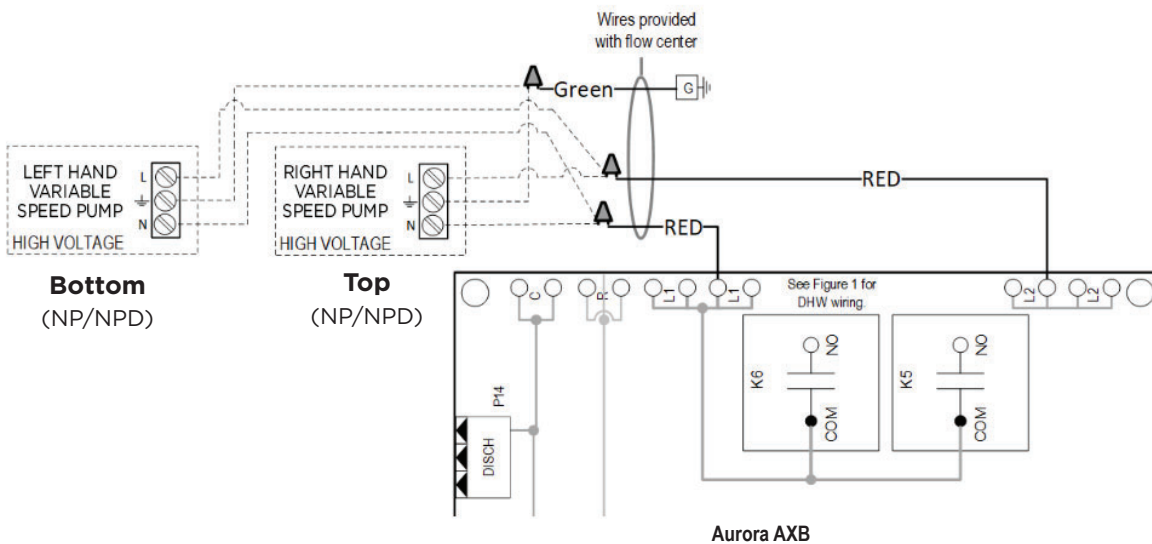 Wires provided
with flow center
Green
G
LEFT HAND
VARIABLE
SPEED PUMP
HIGH VOLTAGE
L
N
RIGHT HAND
VARIABLE
SPEED PUMP
HIGH VOLTAGE
L
N
RED
RED
Bottom
(NP/NPD)
Top
(NP/NPD)
C
R
L1
L1
See Figure 1 for
DHW wiring.
L2
L2
K6
NO
COM
K5
NO
COM
P14
DISCH
Aurora AXB